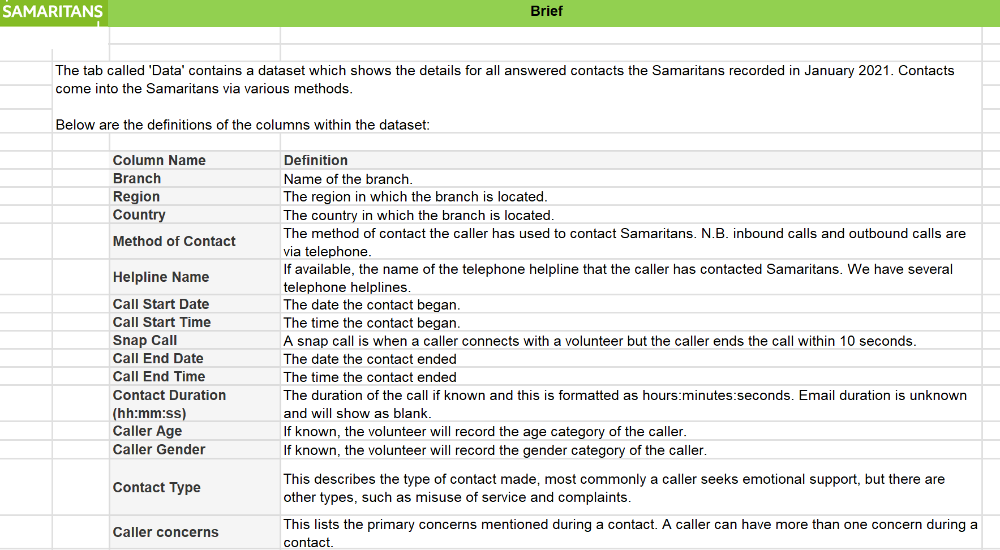 SAMARITANS
Brief
The tab called 'Data' contains a dataset which shows the details for all answered contacts the Samaritans recorded in January 2021. Contacts
come into the Samaritans via various methods.
Below are the definitions of the columns within the dataset:
Column Name
Definition
Branch
Name of the branch.
Region
The region in which the branch is located.
Country
The country in which the branch is located.
Method of Contact
The method of contact the caller has used to contact Samaritans. N.B. inbound calls and outbound calls are
via telephone.
Helpline Name
If available, the name of the telephone helpline that the caller has contacted Samaritans. We have several
telephone helplines.
Call Start Date
The date the contact began.
Call Start Time
The time the contact began.
Snap Call
A snap call is when a caller connects with a volunteer but the caller ends the call within 10 seconds.
Call End Date
The date the contact ended
Call End Time
The time the contact ended
Contact Duration
(hh:mm:ss)
The duration of the call if known and this is formatted as hours:minutes:seconds. Email duration is unknown
and will show as blank.
Caller Age
If known, the volunteer will record the age category of the caller.
Caller Gender
If known, the volunteer will record the gender category of the caller.
Contact Type
This describes the type of contact made, most commonly a caller seeks emotional support, but there are
other types, such as misuse of service and complaints.
Caller concerns
This lists the primary concerns mentioned during a contact. A caller can have more than one concern during a
contact.